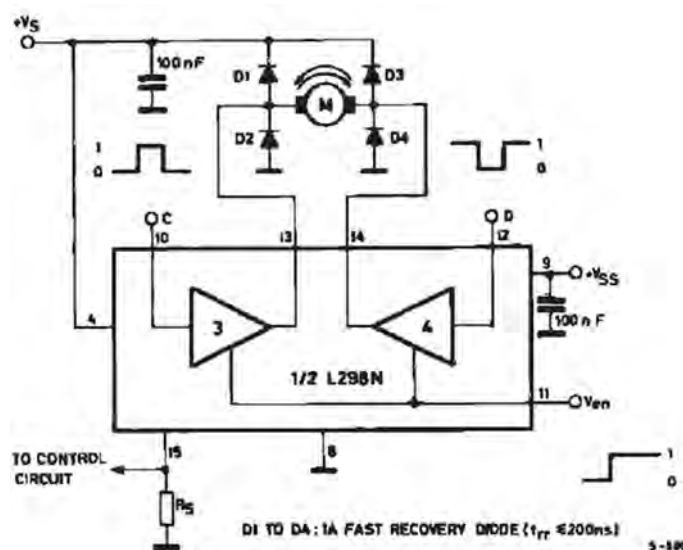 +VS
100nF
D1
D3
M
D2
D4
1
0
1
0
C
D
10
13
14
12
9
+VSS
4
3
4
100nF
1/2 L298N
11
Ven
15
8
TO CONTROL
CIRCUIT
RS
1
0
D1 TO D4 : 1A FAST RECOVERY DIODE (trr ≤200ns)